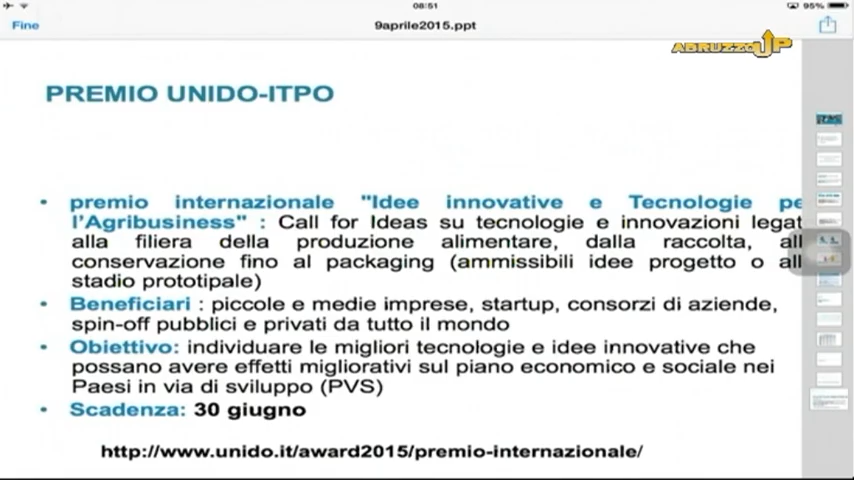 08:51
95%
Fine
9aprile2015.ppt
ABRUZZOUP
PREMIO UNIDO-ITPO
• premio internazionale "Idee innovative e Tecnologie pe
l'Agribusiness" : Call for Ideas su tecnologie e innovazioni legat
alla filiera della produzione alimentare, dalla raccolta, all
conservazione fino al packaging (ammissibili idee progetto o all
stadio prototipale)
• Beneficiari : piccole e medie imprese, startup, consorzi di aziende,
spin-off pubblici e privati da tutto il mondo
• Obiettivo: individuare le migliori tecnologie e idee innovative che
possano avere effetti migliorativi sul piano economico e sociale nei
Paesi in via di sviluppo (PVS)
• Scadenza: 30 giugno
http://www.unido.it/award2015/premio-internazionale/